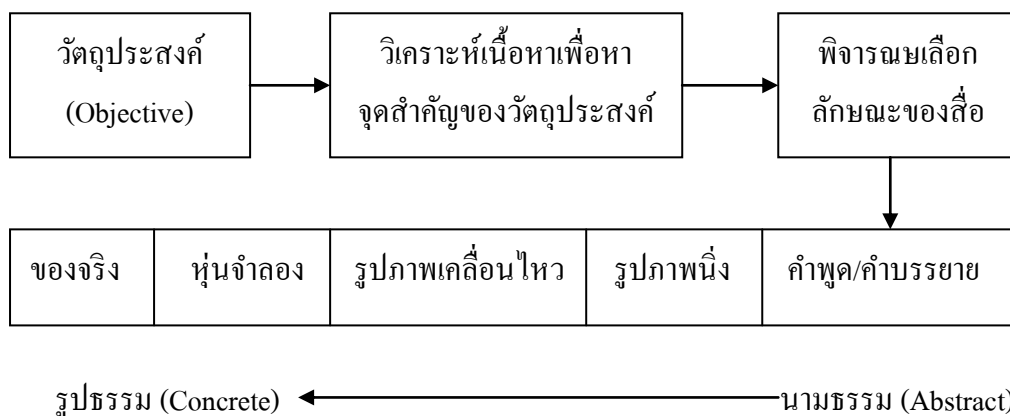 วัตถุประสงค์
(Objective)
วิเคราะห์เนื้อหาเพื่อหา
จุดสำคัญของวัตถุประสงค์
พิจารณษเลือก
ลักษณะของสื่อ
ของจริง
หุ่นจำลอง
รูปภาพเคลื่อนไหว
รูปภาพนิ่ง
คำพูด/คำบรรยาย
รูปธรรม (Concrete)
นามธรรม (Abstract)